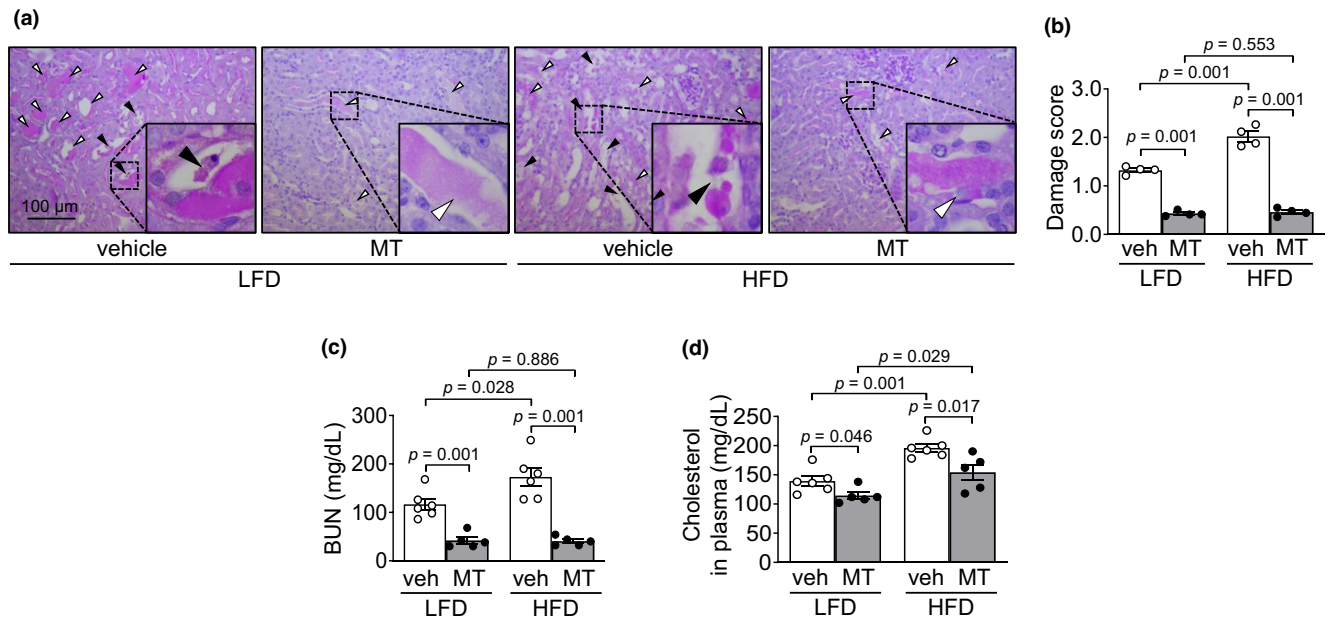 (a)
100 µm
vehicle MT vehicle MT
LFD HFD
(b)
p = 0.553
p = 0.001
p = 0.001
p = 0.001
Damage score
3.0
2.0
1.0
0.0
veh MT veh MT
LFD HFD
(c)
p = 0.886
p = 0.028
p = 0.001
p = 0.001
BUN (mg/dL)
300
200
100
0
veh MT veh MT
LFD HFD
(d)
p = 0.029
p = 0.001
p = 0.017
p = 0.046
Cholesterol
in plasma (mg/dL)
250
200
150
100
50
0
veh MT veh MT
LFD HFD